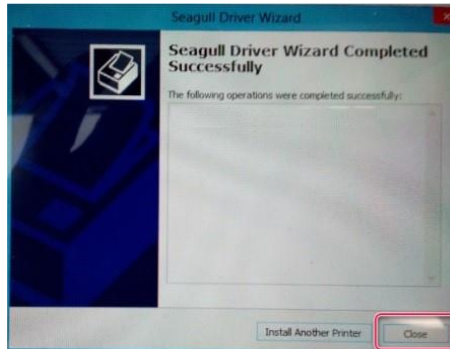 Seagull Driver Wizard
Seagull Driver Wizard Completed
Successfully
The following operations were completed successfully:
Install Another Printer
Close